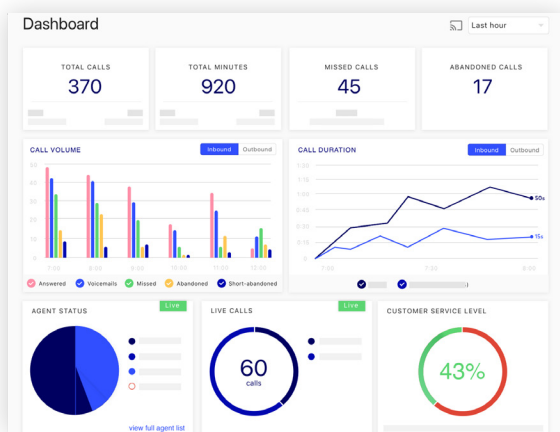 Dashboard
Last hour
TOTAL CALLS
370
TOTAL MINUTES
920
MISSED CALLS
45
ABANDONED CALLS
17
CALL VOLUME
Inbound Outbound
50
40
30
20
10
0
7:00 8:00 9:00 10:00 11:00 12:00
Answered Voicemails Missed Abandoned Short-abandoned
CALL DURATION
Inbound Outbound
1:30
1:15
1:00
0:45
0:30
0:15
0
50s
15s
7:00 7:30 8:00
AGENT STATUS
Live
view full agent list
LIVE CALLS
Live
60
calls
CUSTOMER SERVICE LEVEL
43%